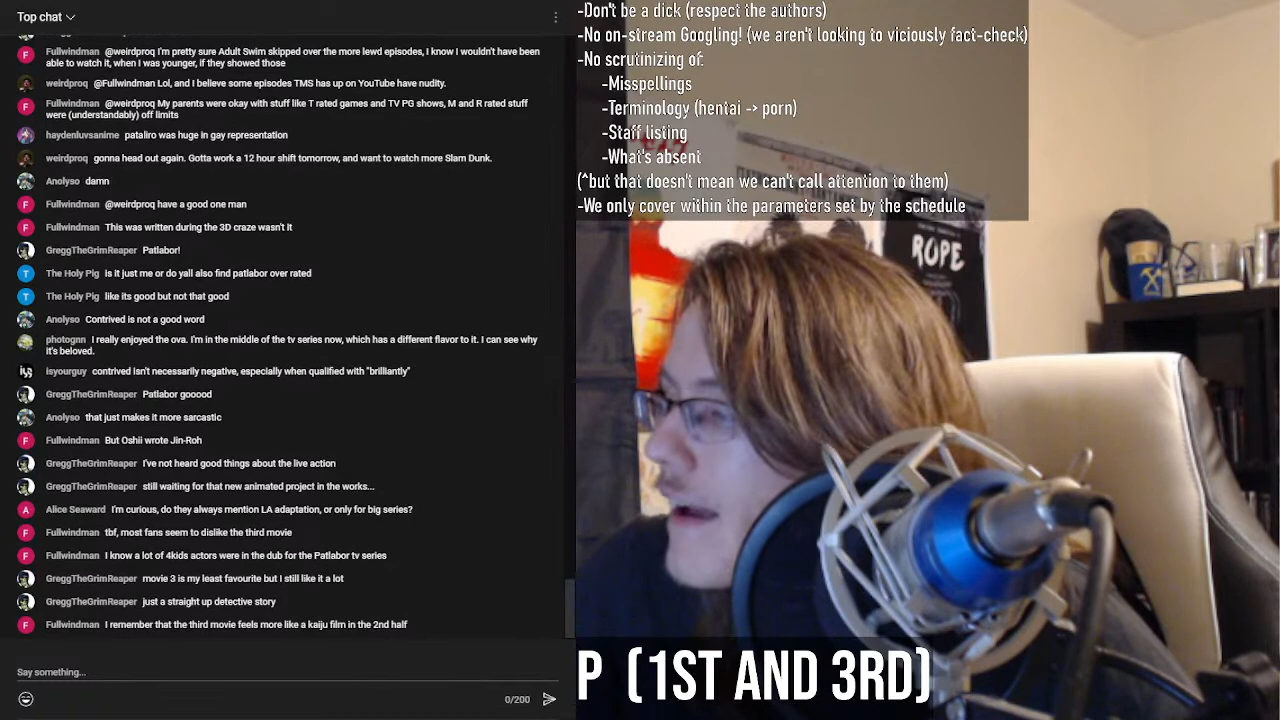 Top chat
Fullwindman @weirdproq I'm pretty sure Adult Swim skipped over the more lewd episodes, I know I wouldn't have been
able to watch it, when I was younger, if they showed those
weirdproq @Fullwindman Lol, and I believe some episodes TMS has up on YouTube have nudity.
F Fullwindman @weirdproq My parents were okay with stuff like T rated games and TV PG shows, M and R rated stuff
were (understandably) off limits
haydenluvsanime pataliro was huge in gay representation
weirdproq gonna head out again. Gotta work a 12 hour shift tomorrow, and want to watch more Slam Dunk.
Anolyso damn
F Fullwindman @weirdproq have a good one man
F Fullwindman This was written during the 3D craze wasn't it
GreggTheGrimReaper Patlabor!
T The Holy Pig is it just me or do yall also find patlabor over rated
T The Holy Pig like its good but not that good
Anolyso Contrived is not a good word
photognn I really enjoyed the ova. I'm in the middle of the tv series now, which has a different flavor to it. I can see why
it's beloved.
isyourguy contrived isn't necessarily negative, especially when qualified with "brilliantly"
GreggTheGrimReaper Patlabor gooood
Anolyso that just makes it more sarcastic
F Fullwindman But Oshii wrote Jin-Roh
GreggTheGrimReaper I've not heard good things about the live action
GreggTheGrimReaper still waiting for that new animated project in the works...
A Alice Seaward I'm curious, do they always mention LA adaptation, or only for big series?
F Fullwindman tbf, most fans seem to dislike the third movie
F Fullwindman I know a lot of 4kids actors were in the dub for the Patlabor tv series
GreggTheGrimReaper movie 3 is my least favourite but I still like it a lot
GreggTheGrimReaper just a straight up detective story
F Fullwindman I remember that the third movie feels more like a kaiju film in the 2nd half
Say something...
0/200
-Don't be a dick (respect the authors)
-No on-stream Googling! (we aren't looking to viciously fact-check)
-No scrutinizing of:
-Misspellings
-Terminology (hentai -> porn)
-Staff listing
-What's absent
(^but that doesn't mean we can't call attention to them)
-We only cover within the parameters set by the schedule
ROPE
P (1ST AND 3RD)